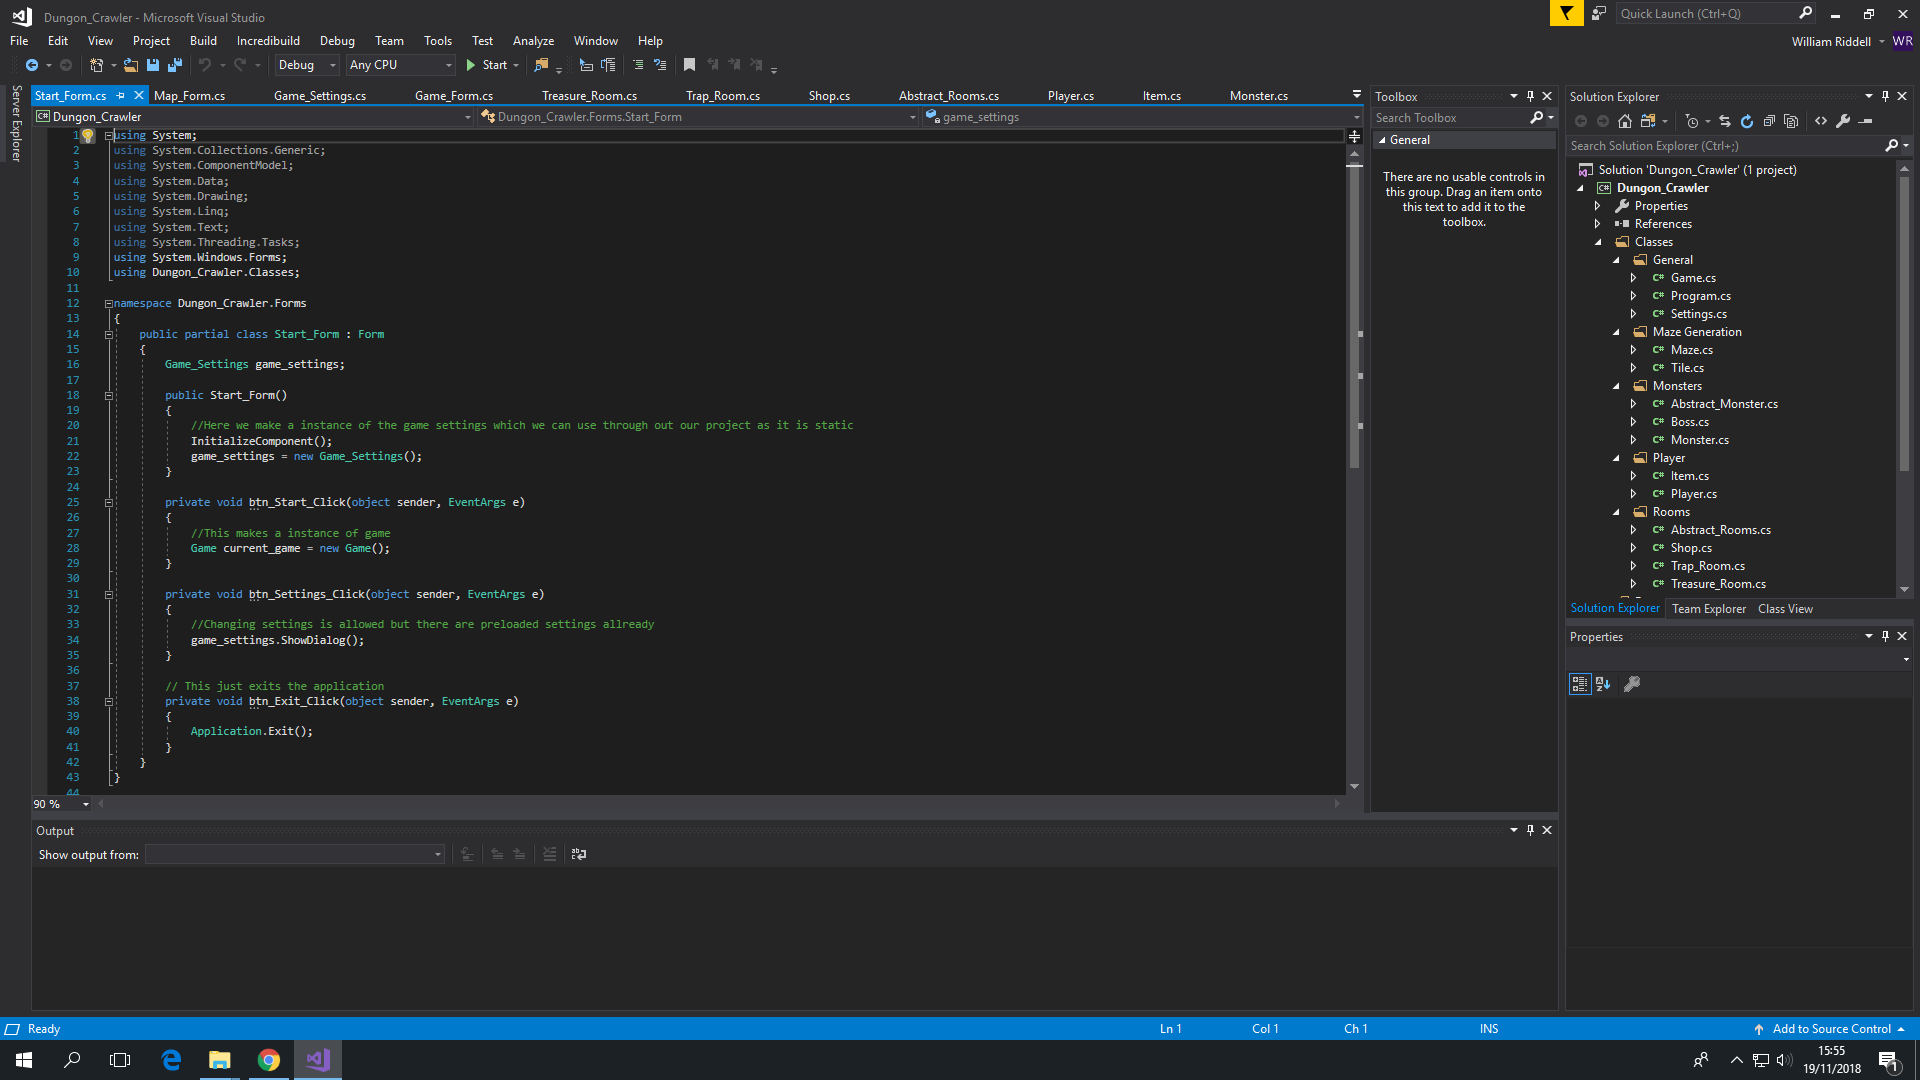 Dungon_Crawler - Microsoft Visual Studio
Quick Launch (Ctrl+Q)
File Edit View Project Build Incredibuild Debug Team Tools Test Analyze Window Help
William Riddell WR
Debug Any CPU Start
Server Explorer
Start_Form.cs Map_Form.cs Game_Settings.cs Game_Form.cs Treasure_Room.cs Trap_Room.cs Shop.cs Abstract_Rooms.cs Player.cs Item.cs Monster.cs
Dungon_Crawler Dungon_Crawler.Forms.Start_Form game_settings
1 using System;
2 using System.Collections.Generic;
3 using System.ComponentModel;
4 using System.Data;
5 using System.Drawing;
6 using System.Linq;
7 using System.Text;
8 using System.Threading.Tasks;
9 using System.Windows.Forms;
10 using Dungon_Crawler.Classes;
11
12 namespace Dungon_Crawler.Forms
13 {
14 public partial class Start_Form : Form
15 {
16 Game_Settings game_settings;
17
18 public Start_Form()
19 {
20 //Here we make a instance of the game settings which we can use through out our project as it is static
21 InitializeComponent();
22 game_settings = new Game_Settings();
23 }
24
25 private void btn_Start_Click(object sender, EventArgs e)
26 {
27 //This makes a instance of game
28 Game current_game = new Game();
29 }
30
31 private void btn_Settings_Click(object sender, EventArgs e)
32 {
33 //Changing settings is allowed but there are preloaded settings allready
34 game_settings.ShowDialog();
35 }
36
37 // This just exits the application
38 private void btn_Exit_Click(object sender, EventArgs e)
39 {
40 Application.Exit();
41 }
42 }
43 }
44
90 %
Toolbox
Search Toolbox
General
There are no usable controls in
this group. Drag an item onto
this text to add it to the
toolbox.
Solution Explorer
Search Solution Explorer (Ctrl+;)
Solution 'Dungon_Crawler' (1 project)
Dungon_Crawler
Properties
References
Classes
General
Game.cs
Program.cs
Settings.cs
Maze Generation
Maze.cs
Tile.cs
Monsters
Abstract_Monster.cs
Boss.cs
Monster.cs
Player
Item.cs
Player.cs
Rooms
Abstract_Rooms.cs
Shop.cs
Trap_Room.cs
Treasure_Room.cs
Solution Explorer Team Explorer Class View
Properties
Output
Show output from:
Ready Ln 1 Col 1 Ch 1 INS Add to Source Control
15:55
19/11/2018
1